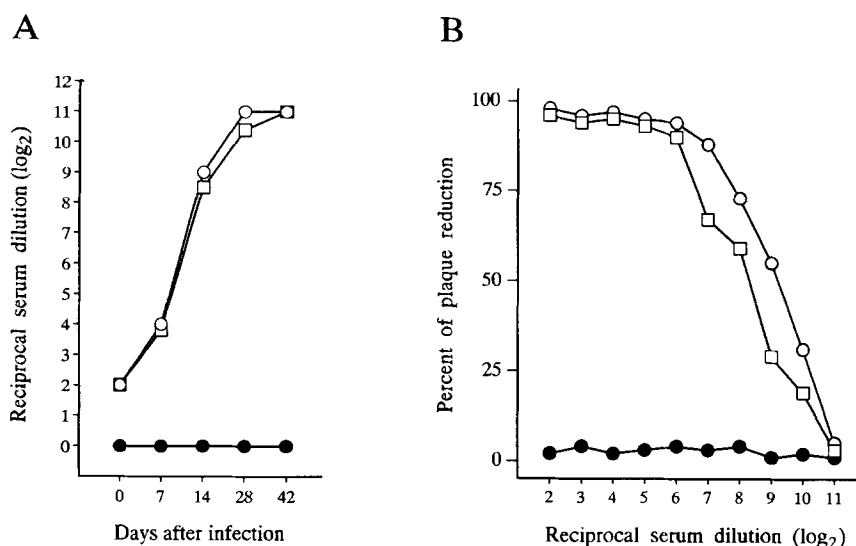 A
Reciprocal serum dilution (log2)
12
11
10
9
8
7
6
5
4
3
2
1
0
0 7 14 28 42
Days after infection
B
Percent of plaque reduction
100
75
50
25
0
2 3 4 5 6 7 8 9 10 11
Reciprocal serum dilution (log2)